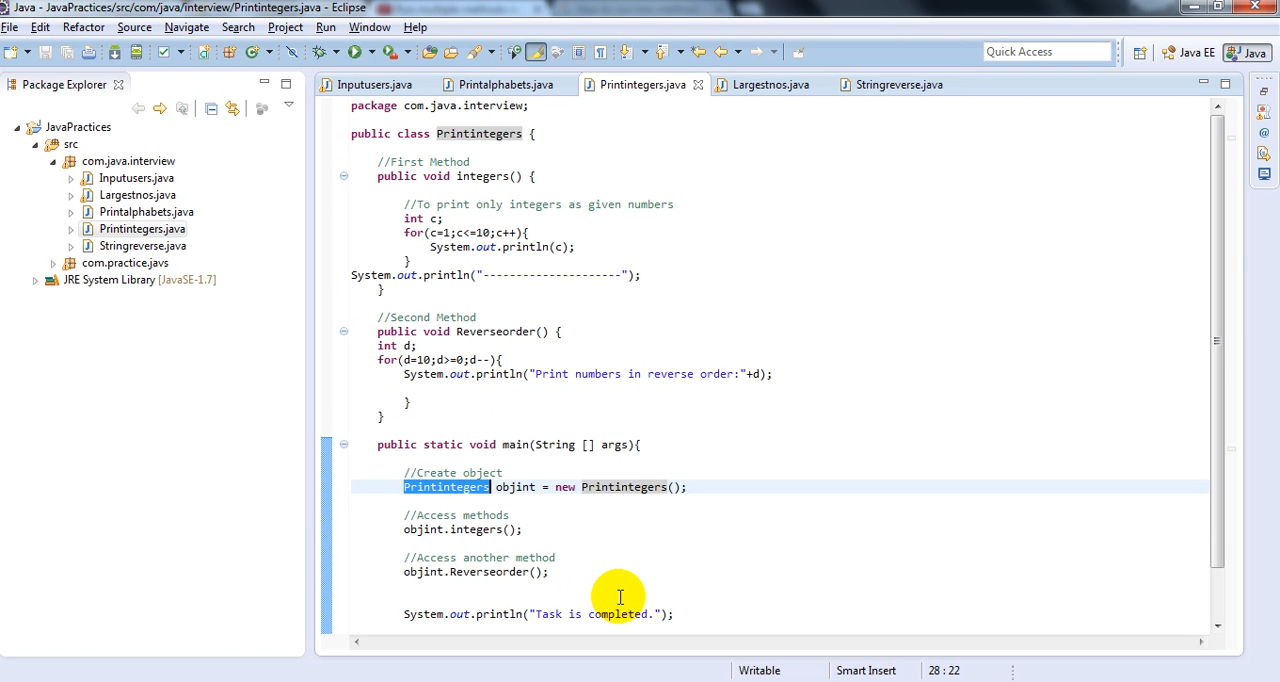 Java - JavaPractices/src/com/java/interview/Printintegers.java - Eclipse
File Edit Refactor Source Navigate Search Project Run Window Help
Quick Access
Java EE
Java
Package Explorer
Inputusers.java
Printalphabets.java
Printintegers.java
Largestnos.java
Stringreverse.java
JavaPractices
src
com.java.interview
Inputusers.java
Largestnos.java
Printalphabets.java
Printintegers.java
Stringreverse.java
com.practice.javs
JRE System Library [JavaSE-1.7]
package com.java.interview;
public class Printintegers {
//First Method
public void integers() {
//To print only integers as given numbers
int c;
for(c=1;c<=10;c++){
System.out.println(c);
}
System.out.println("---------------------");
}
//Second Method
public void Reverseorder() {
int d;
for(d=10;d>=0;d--){
System.out.println("Print numbers in reverse order:"+d);
}
}
public static void main(String [] args){
//Create object
Printintegers objint = new Printintegers();
//Access methods
objint.integers();
//Access another method
objint.Reverseorder();
System.out.println("Task is completed.");
Writable
Smart Insert
28 : 22